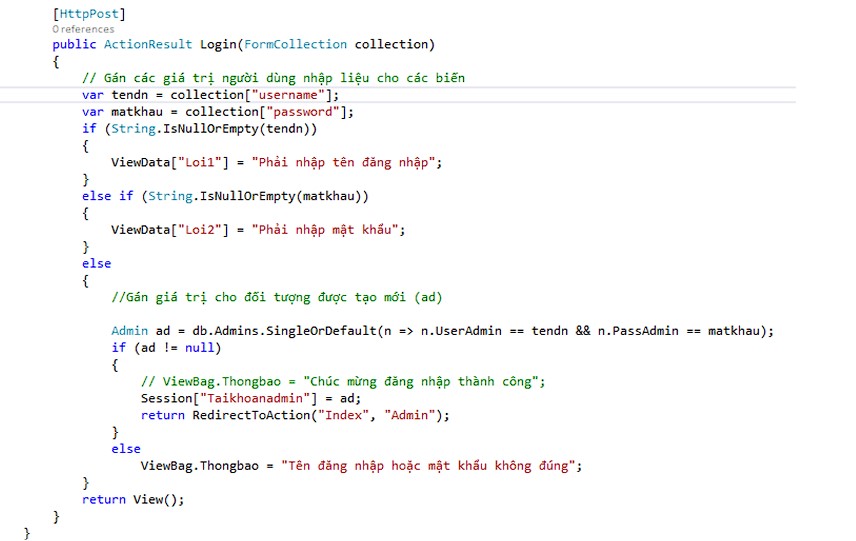 [HttpPost]
0 references
public ActionResult Login(FormCollection collection)
{
// Gán các giá trị người dùng nhập liệu cho các biến
var tendn = collection["username"];
var matkhau = collection["password"];
if (String.IsNullOrEmpty(tendn))
{
ViewData["Loi1"] = "Phải nhập tên đăng nhập";
}
else if (String.IsNullOrEmpty(matkhau))
{
ViewData["Loi2"] = "Phải nhập mật khẩu";
}
else
{
//Gán giá trị cho đối tượng được tạo mới (ad)
Admin ad = db.Admins.SingleOrDefault(n => n.UserAdmin == tendn && n.PassAdmin == matkhau);
if (ad != null)
{
// ViewBag.Thongbao = "Chúc mừng đăng nhập thành công";
Session["Taikhoanadmin"] = ad;
return RedirectToAction("Index", "Admin");
}
else
ViewBag.Thongbao = "Tên đăng nhập hoặc mật khẩu không đúng";
}
return View();
}
}